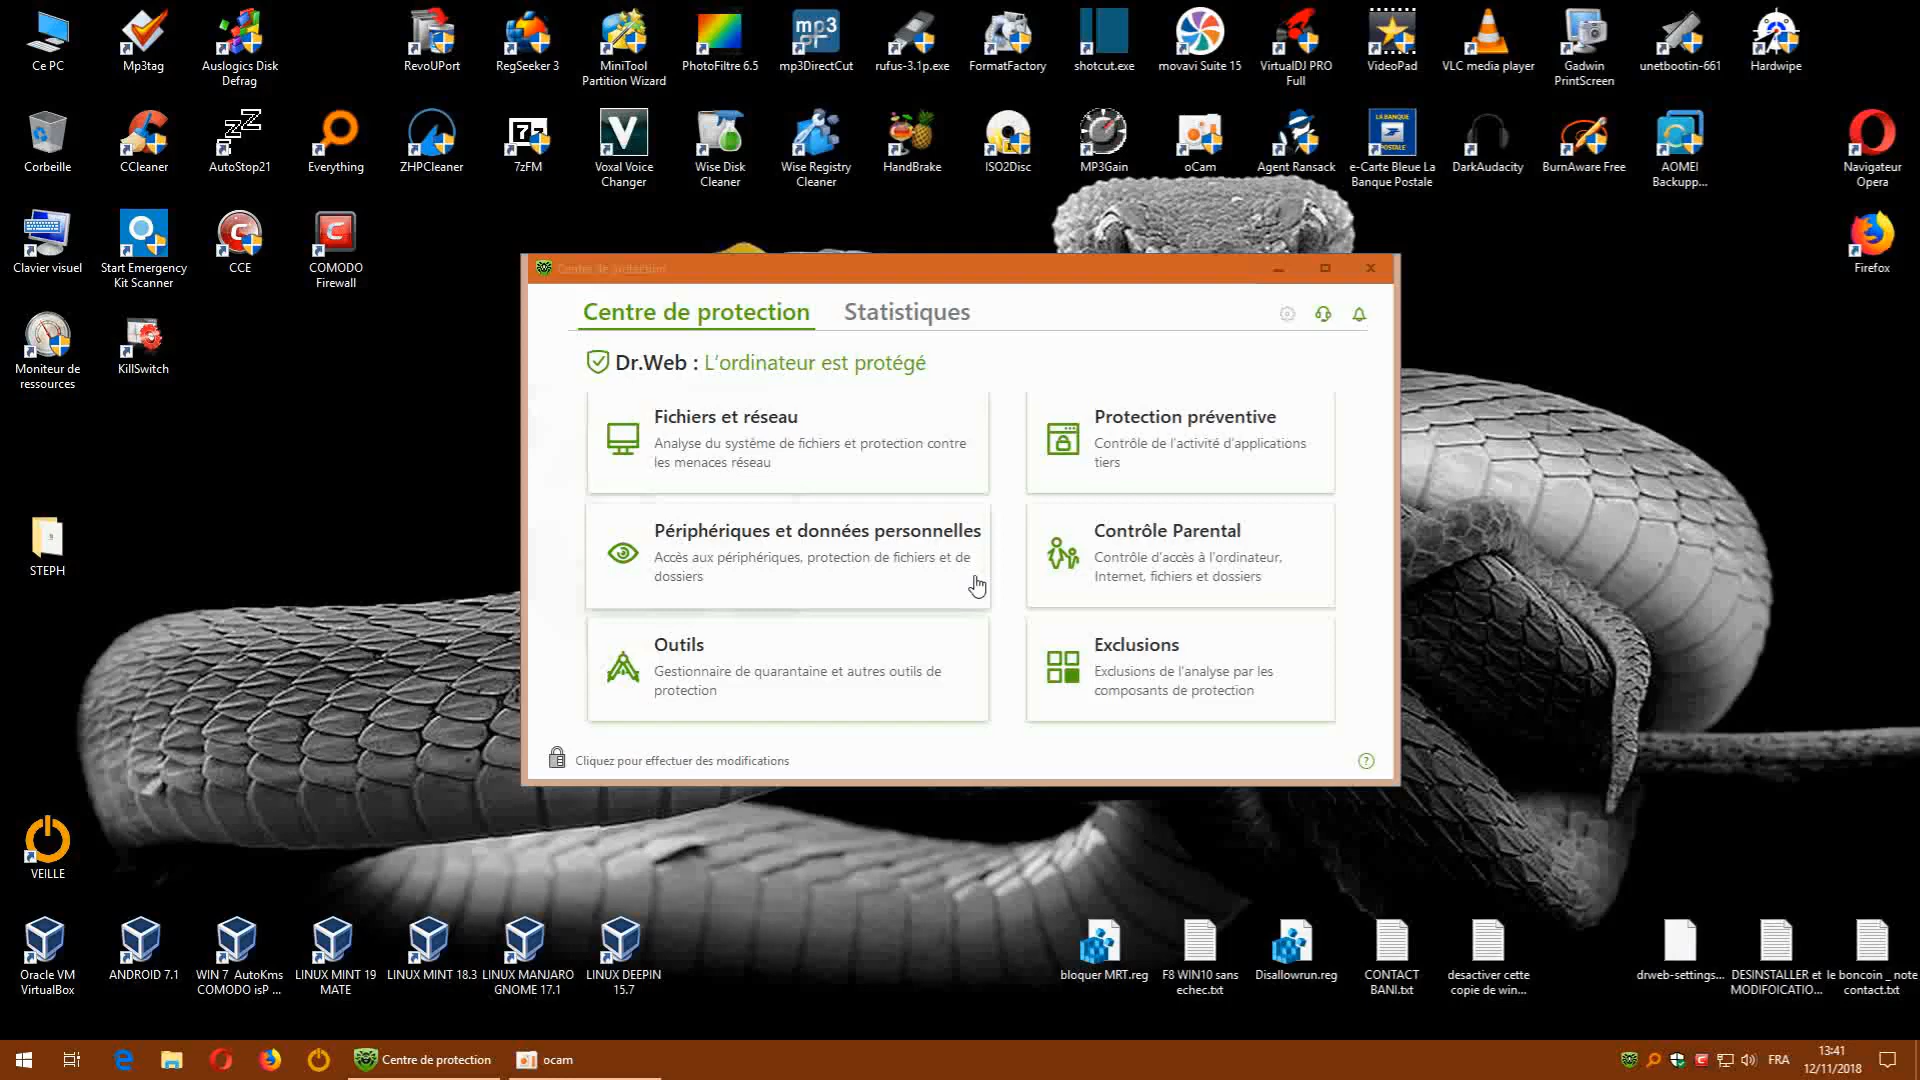 Ce PC
Mp3tag
Auslogics Disk
Defrag
RevoUPort
RegSeeker 3
MiniTool
Partition Wizard
PhotoFiltre 6.5
mp3
mp3DirectCut
rufus-3.1p.exe
FormatFactory
shotcut.exe
movavi Suite 15
VirtualDJ PRO
Full
VideoPad
VLC media player
Gadwin
PrintScreen
unetbootin-661
Hardwipe
Corbeille
CCleaner
AutoStop21
Everything
ZHPCleaner
7zFM
Voxal Voice
Changer
Wise Disk
Cleaner
Wise Registry
Cleaner
HandBrake
ISO2Disc
MP3Gain
oCam
Agent Ransack
LA BANQUE
POSTALE
e-Carte Bleue La
Banque Postale
DarkAudacity
BurnAware Free
AOMEI
Backupp...
Navigateur
Opera
Clavier visuel
Start Emergency
Kit Scanner
CCE
COMODO
Firewall
Firefox
Moniteur de
ressources
KillSwitch
STEPH
VEILLE
Centre de protection
Centre de protection
Statistiques
Dr.Web : L'ordinateur est protégé
Fichiers et réseau
Analyse du système de fichiers et protection contre
les menaces réseau
Protection préventive
Contrôle de l'activité d'applications
tiers
Périphériques et données personnelles
Accès aux périphériques, protection de fichiers et de
dossiers
Contrôle Parental
Contrôle d'accès à l'ordinateur,
Internet, fichiers et dossiers
Outils
Gestionnaire de quarantaine et autres outils de
protection
Exclusions
Exclusions de l'analyse par les
composants de protection
Cliquez pour effectuer des modifications
Oracle VM
VirtualBox
ANDROID 7.1
WIN 7 AutoKms
COMODO isP ...
LINUX MINT 19
MATE
LINUX MINT 18.3
LINUX MANJARO
GNOME 17.1
LINUX DEEPIN
15.7
bloquer MRT.reg
F8 WIN10 sans
echec.txt
Disallowrun.reg
CONTACT
BANI.txt
desactiver cette
copie de win...
drweb-settings...
DESINSTALLER et
MODIFOICATIO...
le boncoin _ note
contact.txt
Centre de protection
ocam
FRA
13:41
12/11/2018